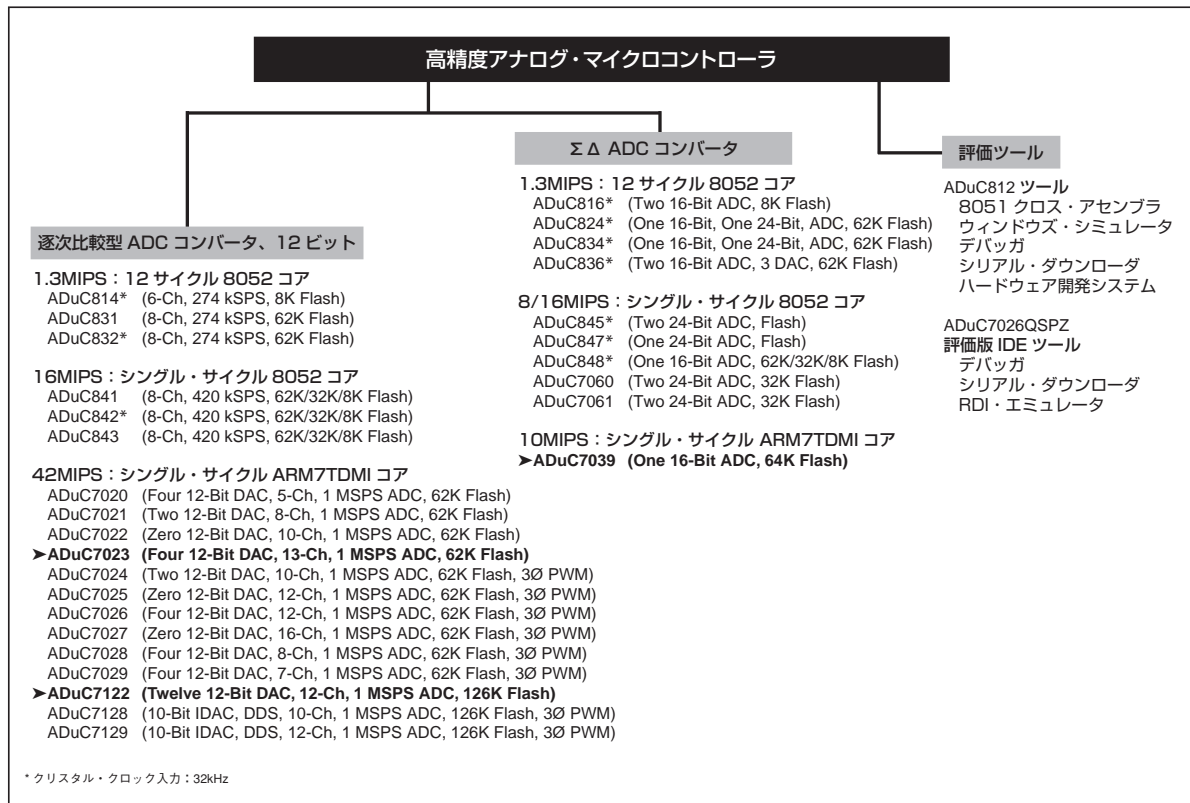 高精度アナログ・マイクロコントローラ
逐次比較型 ADC コンバータ、12 ビット
1.3MIPS：12 サイクル 8052 コア
ADuC814* (6-Ch, 274 kSPS, 8K Flash)
ADuC831 (8-Ch, 274 kSPS, 62K Flash)
ADuC832* (8-Ch, 274 kSPS, 62K Flash)
16MIPS：シングル・サイクル 8052 コア
ADuC841 (8-Ch, 420 kSPS, 62K/32K/8K Flash)
ADuC842* (8-Ch, 420 kSPS, 62K/32K/8K Flash)
ADuC843 (8-Ch, 420 kSPS, 62K/32K/8K Flash)
42MIPS：シングル・サイクル ARM7TDMI コア
ADuC7020 (Four 12-Bit DAC, 5-Ch, 1 MSPS ADC, 62K Flash)
ADuC7021 (Two 12-Bit DAC, 8-Ch, 1 MSPS ADC, 62K Flash)
ADuC7022 (Zero 12-Bit DAC, 10-Ch, 1 MSPS ADC, 62K Flash)
➤ADuC7023 (Four 12-Bit DAC, 13-Ch, 1 MSPS ADC, 62K Flash)
ADuC7024 (Two 12-Bit DAC, 10-Ch, 1 MSPS ADC, 62K Flash, 3Ø PWM)
ADuC7025 (Zero 12-Bit DAC, 12-Ch, 1 MSPS ADC, 62K Flash, 3Ø PWM)
ADuC7026 (Four 12-Bit DAC, 12-Ch, 1 MSPS ADC, 62K Flash, 3Ø PWM)
ADuC7027 (Zero 12-Bit DAC, 16-Ch, 1 MSPS ADC, 62K Flash, 3Ø PWM)
ADuC7028 (Four 12-Bit DAC, 8-Ch, 1 MSPS ADC, 62K Flash, 3Ø PWM)
ADuC7029 (Four 12-Bit DAC, 7-Ch, 1 MSPS ADC, 62K Flash, 3Ø PWM)
➤ADuC7122 (Twelve 12-Bit DAC, 12-Ch, 1 MSPS ADC, 126K Flash)
ADuC7128 (10-Bit IDAC, DDS, 10-Ch, 1 MSPS ADC, 126K Flash, 3Ø PWM)
ADuC7129 (10-Bit IDAC, DDS, 12-Ch, 1 MSPS ADC, 126K Flash, 3Ø PWM)
ΣΔ ADC コンバータ
1.3MIPS：12 サイクル 8052 コア
ADuC816* (Two 16-Bit ADC, 8K Flash)
ADuC824* (One 16-Bit, One 24-Bit, ADC, 62K Flash)
ADuC834* (One 16-Bit, One 24-Bit, ADC, 62K Flash)
ADuC836* (Two 16-Bit ADC, 3 DAC, 62K Flash)
8/16MIPS：シングル・サイクル 8052 コア
ADuC845* (Two 24-Bit ADC, Flash)
ADuC847* (One 24-Bit ADC, Flash)
ADuC848* (One 16-Bit ADC, 62K/32K/8K Flash)
ADuC7060 (Two 24-Bit ADC, 32K Flash)
ADuC7061 (Two 24-Bit ADC, 32K Flash)
10MIPS：シングル・サイクル ARM7TDMI コア
➤ADuC7039 (One 16-Bit ADC, 64K Flash)
評価ツール
ADuC812 ツール
8051 クロス・アセンブラ
ウィンドウズ・シミュレータ
デバッガ
シリアル・ダウンローダ
ハードウェア開発システム
ADuC7026QSPZ
評価版 IDE ツール
デバッガ
シリアル・ダウンローダ
RDI・エミュレータ
* クリスタル・クロック入力：32kHz